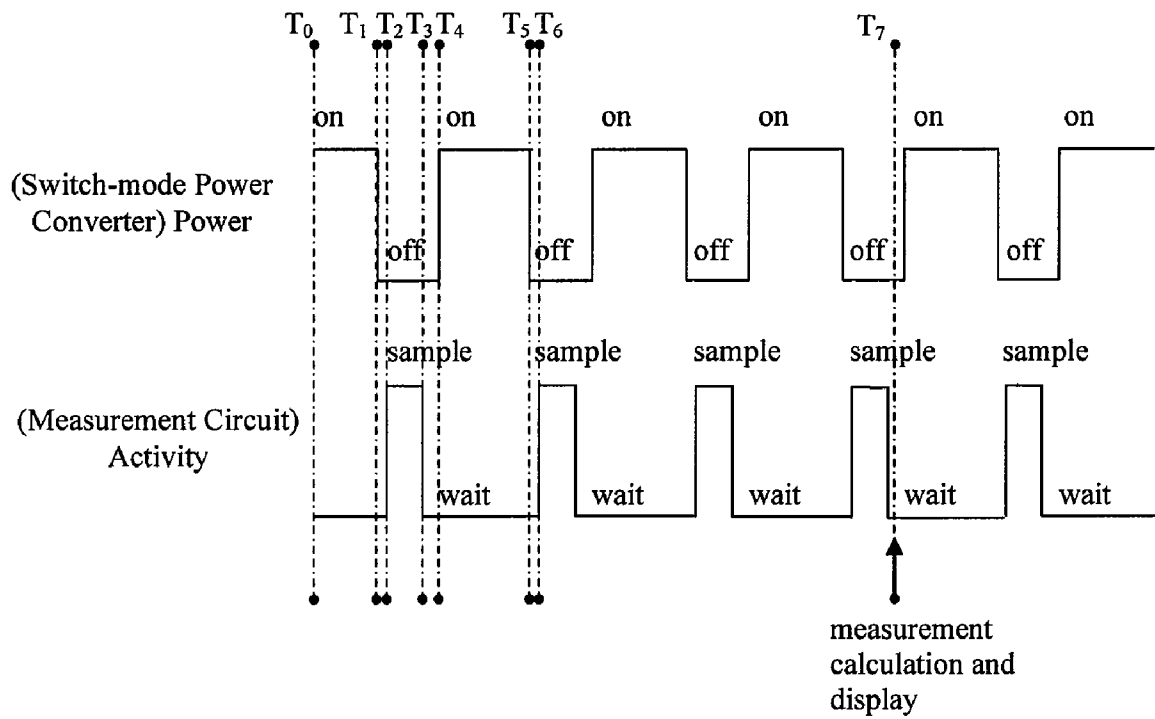 T0 T1 T2 T3 T4 T5 T6 T7
on on on on on on
(Switch-mode Power
Converter) Power
off off off off off
sample sample sample sample sample
(Measurement Circuit)
Activity
wait wait wait wait wait
measurement
calculation and
display